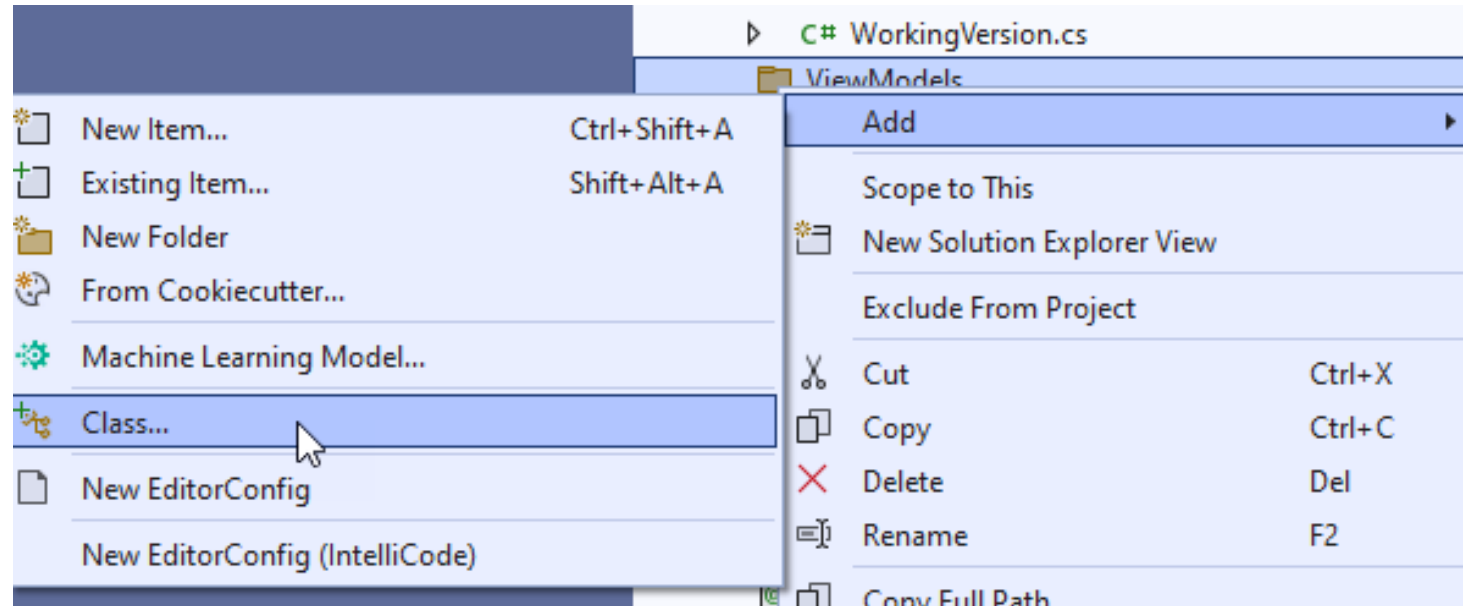 C# WorkingVersion.cs
ViewModels
New Item... Ctrl+Shift+A
Existing Item... Shift+Alt+A
New Folder
From Cookiecutter...
Machine Learning Model...
Class...
New EditorConfig
New EditorConfig (IntelliCode)
Add
Scope to This
New Solution Explorer View
Exclude From Project
Cut Ctrl+X
Copy Ctrl+C
Delete Del
Rename F2
Copy Full Path